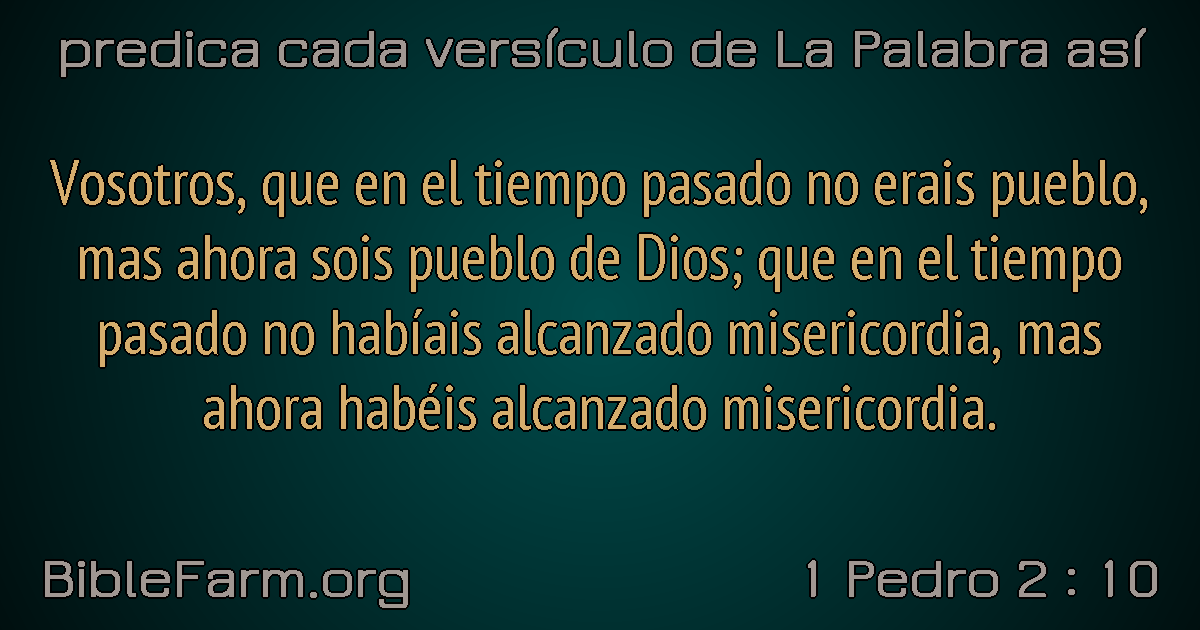 predica cada versículo de La Palabra así
Vosotros, que en el tiempo pasado no erais pueblo,
mas ahora sois pueblo de Dios; que en el tiempo
pasado no habíais alcanzado misericordia, mas
ahora habéis alcanzado misericordia.
BibleFarm.org
1 Pedro 2 : 10